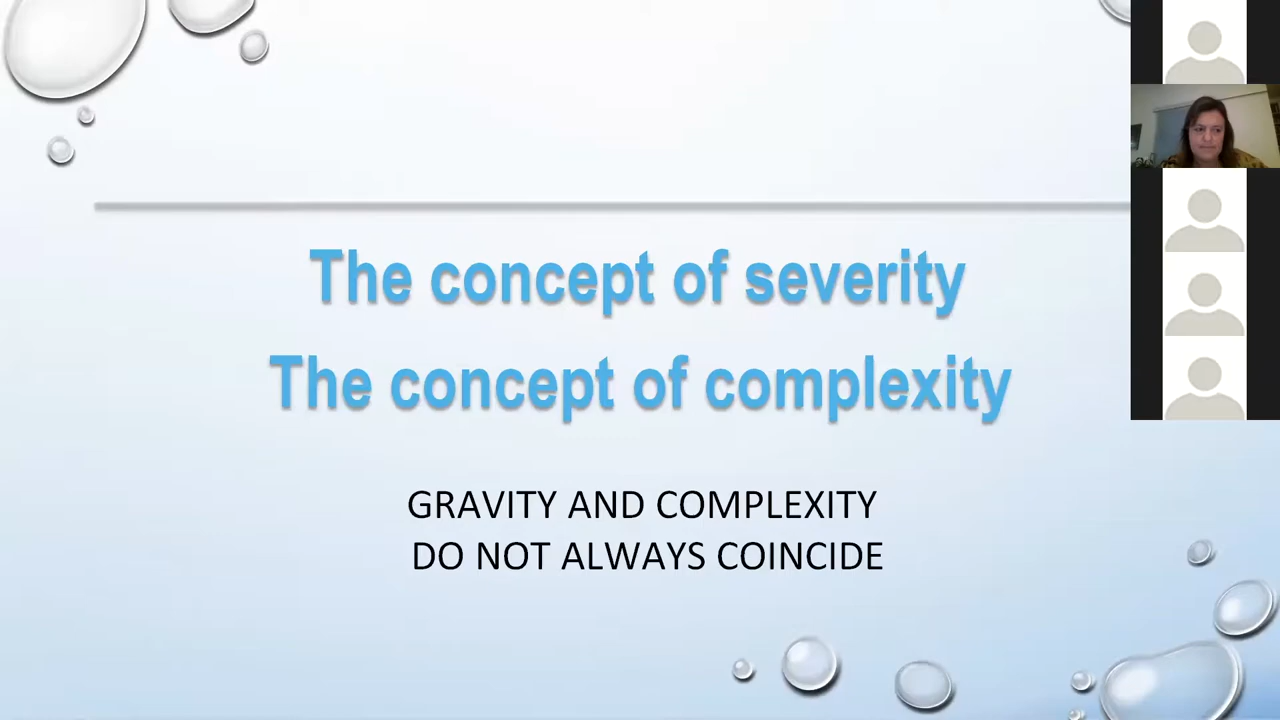 The concept of severity
The concept of complexity
GRAVITY AND COMPLEXITY
DO NOT ALWAYS COINCIDE